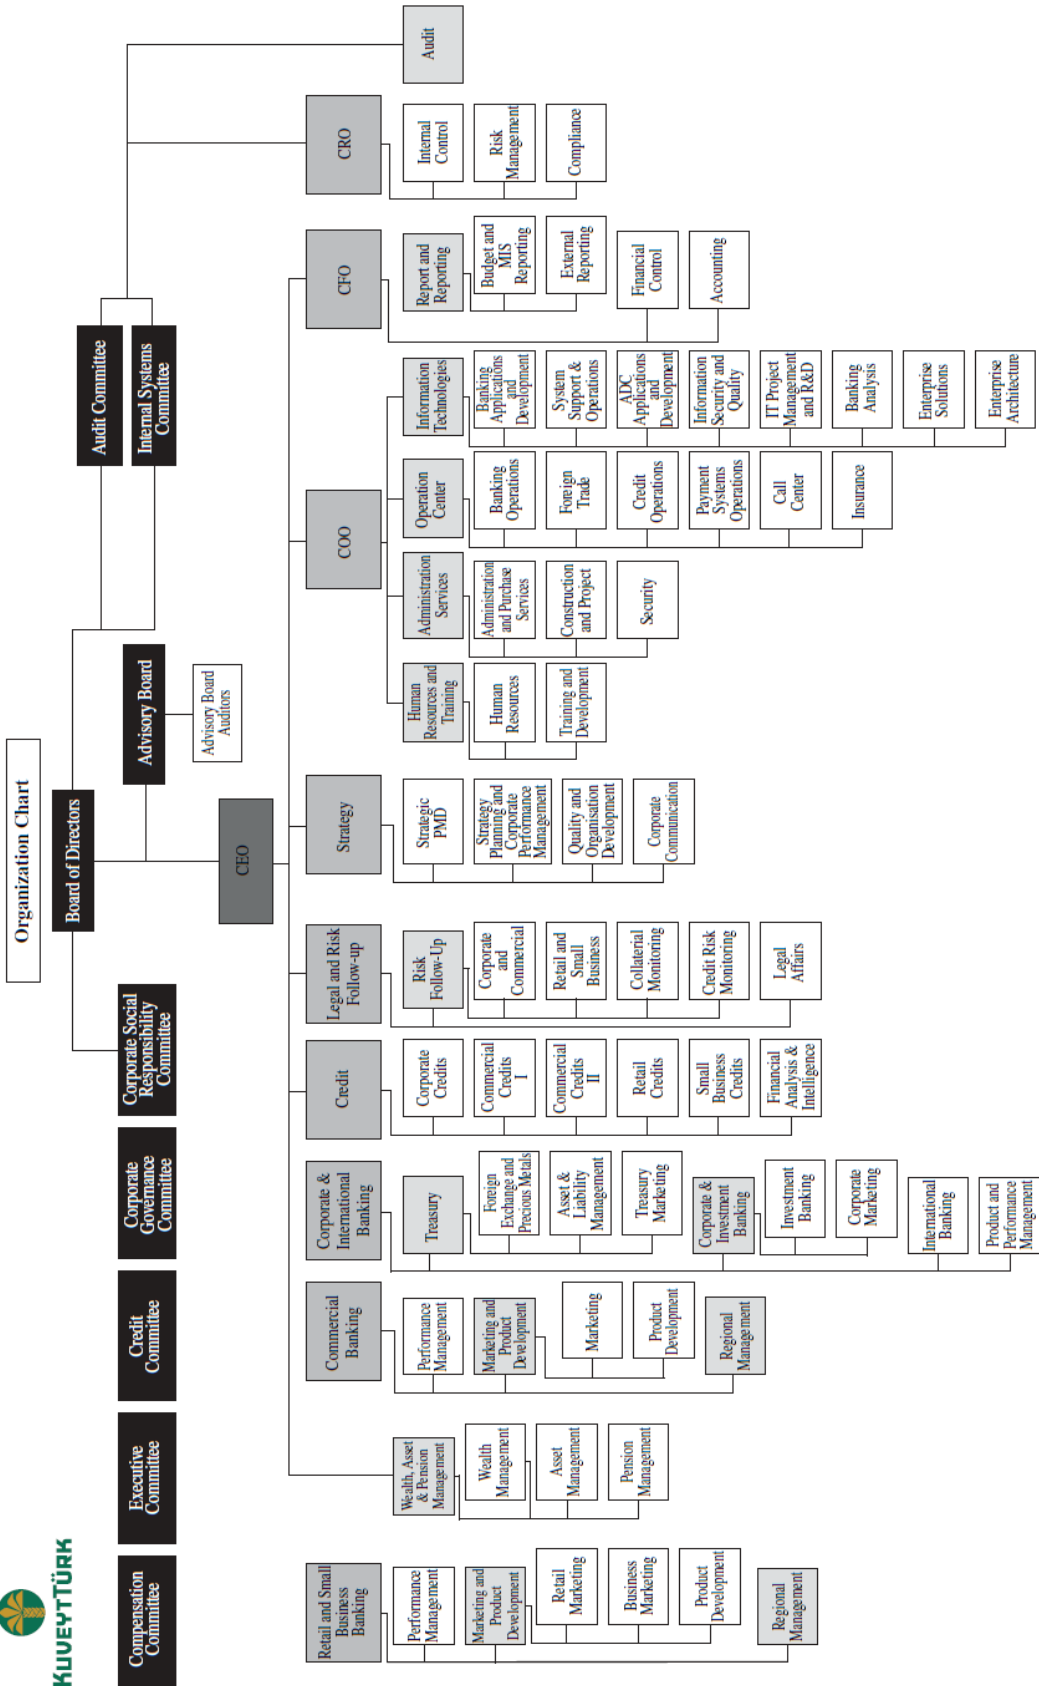 KUVEYT TÜRK
Organization Chart
Board of Directors
Compensation
Committee
Executive
Committee
Credit
Committee
Corporate
Governance
Committee
Corporate Social
Responsibility
Committee
Advisory Board
Advisory Board
Auditors
Audit Committee
Internal Systems
Committee
CEO
Retail and Small
Business
Banking
Performance
Management
Marketing and
Product
Development
Retail
Marketing
Business
Marketing
Product
Development
Regional
Management
Wealth, Asset
& Pension
Management
Wealth
Management
Asset
Management
Pension
Management
Commercial
Banking
Performance
Management
Marketing and
Product
Development
Marketing
Product
Development
Regional
Management
Corporate &
International
Banking
Treasury
Foreign
Exchange and
Precious Metals
Asset &
Liability
Management
Treasury
Marketing
Corporate &
Investment
Banking
Investment
Banking
Corporate
Marketing
International
Banking
Product and
Performance
Management
Credit
Corporate
Credits
Commercial
Credits
I
Commercial
Credits
II
Retail
Credits
Small
Business
Credits
Financial
Analysis &
Intelligence
Legal and Risk
Follow-up
Risk
Follow-Up
Corporate
and
Commercial
Retail and
Small
Business
Collaterial
Monitoring
Credit Risk
Monitoring
Legal
Affairs
Strategy
Strategic
PMD
Strategy
Planning and
Corporate
Performance
Management
Quality and
Organisation
Development
Corporate
Communication
COO
Human
Resources and
Training
Human
Resources
Training and
Development
Administration
Services
Administration
and Purchase
Services
Construction
and Project
Security
Operation
Center
Banking
Operations
Foreign
Trade
Credit
Operations
Payment
Systems
Operations
Call
Center
Insurance
Information
Technologies
Banking
Applications
and
Development
System
Support &
Operations
ADC
Applications
and
Development
Information
Security and
Quality
IT Project
Management
and R&D
Banking
Analysis
Enterprise
Solutions
Enterprise
Architecture
CFO
Report and
Reporting
Budget and
MIS
Reporting
External
Reporting
Financial
Control
Accounting
CRO
Internal
Control
Risk
Management
Compliance
Audit